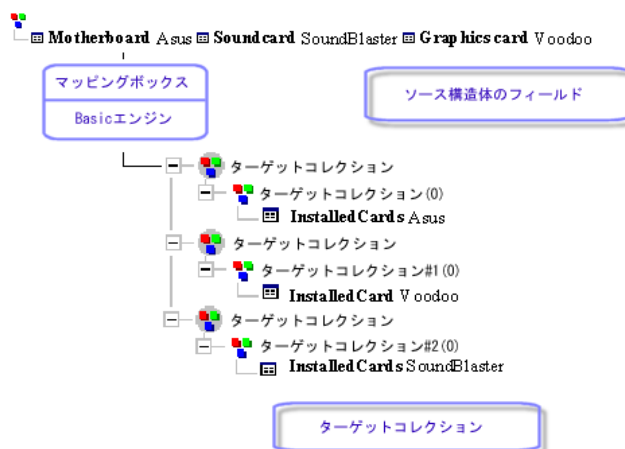 Motherboard Asus Soundcard SoundBlaster Graphics card Voodoo
マッピングボックス
Basicエンジン
ソース構造体のフィールド
ターゲットコレクション
ターゲットコレクション(0)
InstalledCards Asus
ターゲットコレクション
ターゲットコレクション#1(0)
InstalledCard Voodoo
ターゲットコレクション
ターゲットコレクション#2(0)
InstalledCards SoundBlaster
ターゲットコレクション